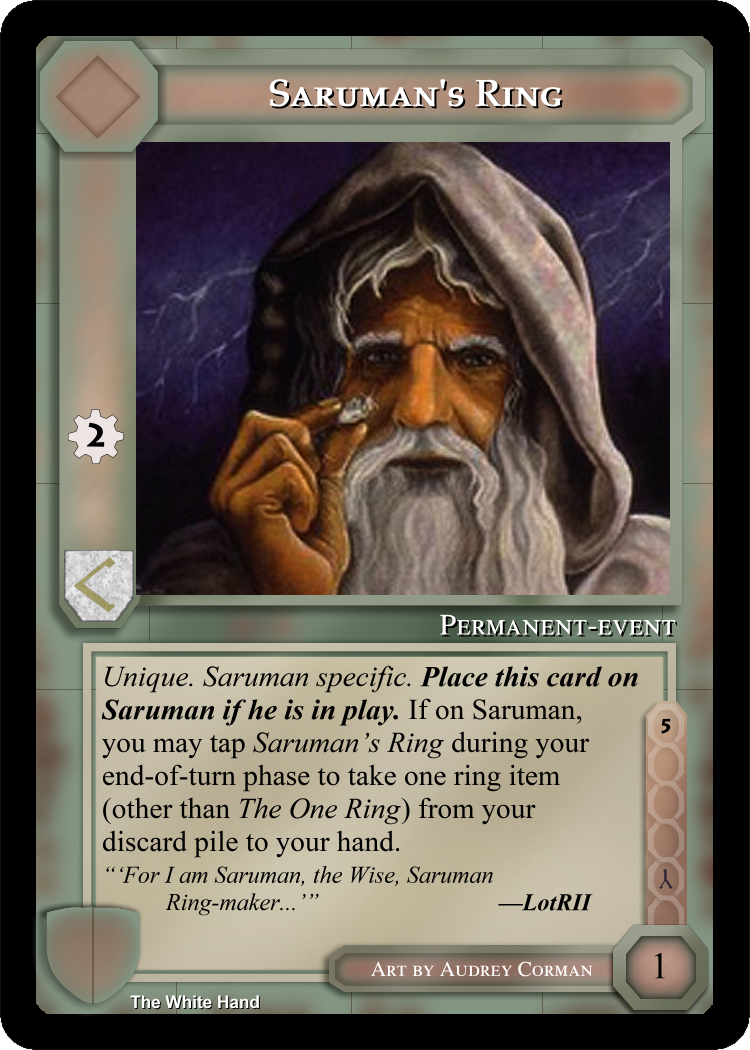 Saruman's Ring
2
Permanent-event
Unique. Saruman specific. Place this card on
Saruman if he is in play. If on Saruman,
you may tap Saruman's Ring during your
end-of-turn phase to take one ring item
(other than The One Ring) from your
discard pile to your hand.
“‘For I am Saruman, the Wise, Saruman
Ring-maker...’”
—LotRII
5
Art by Audrey Corman
1
The White Hand